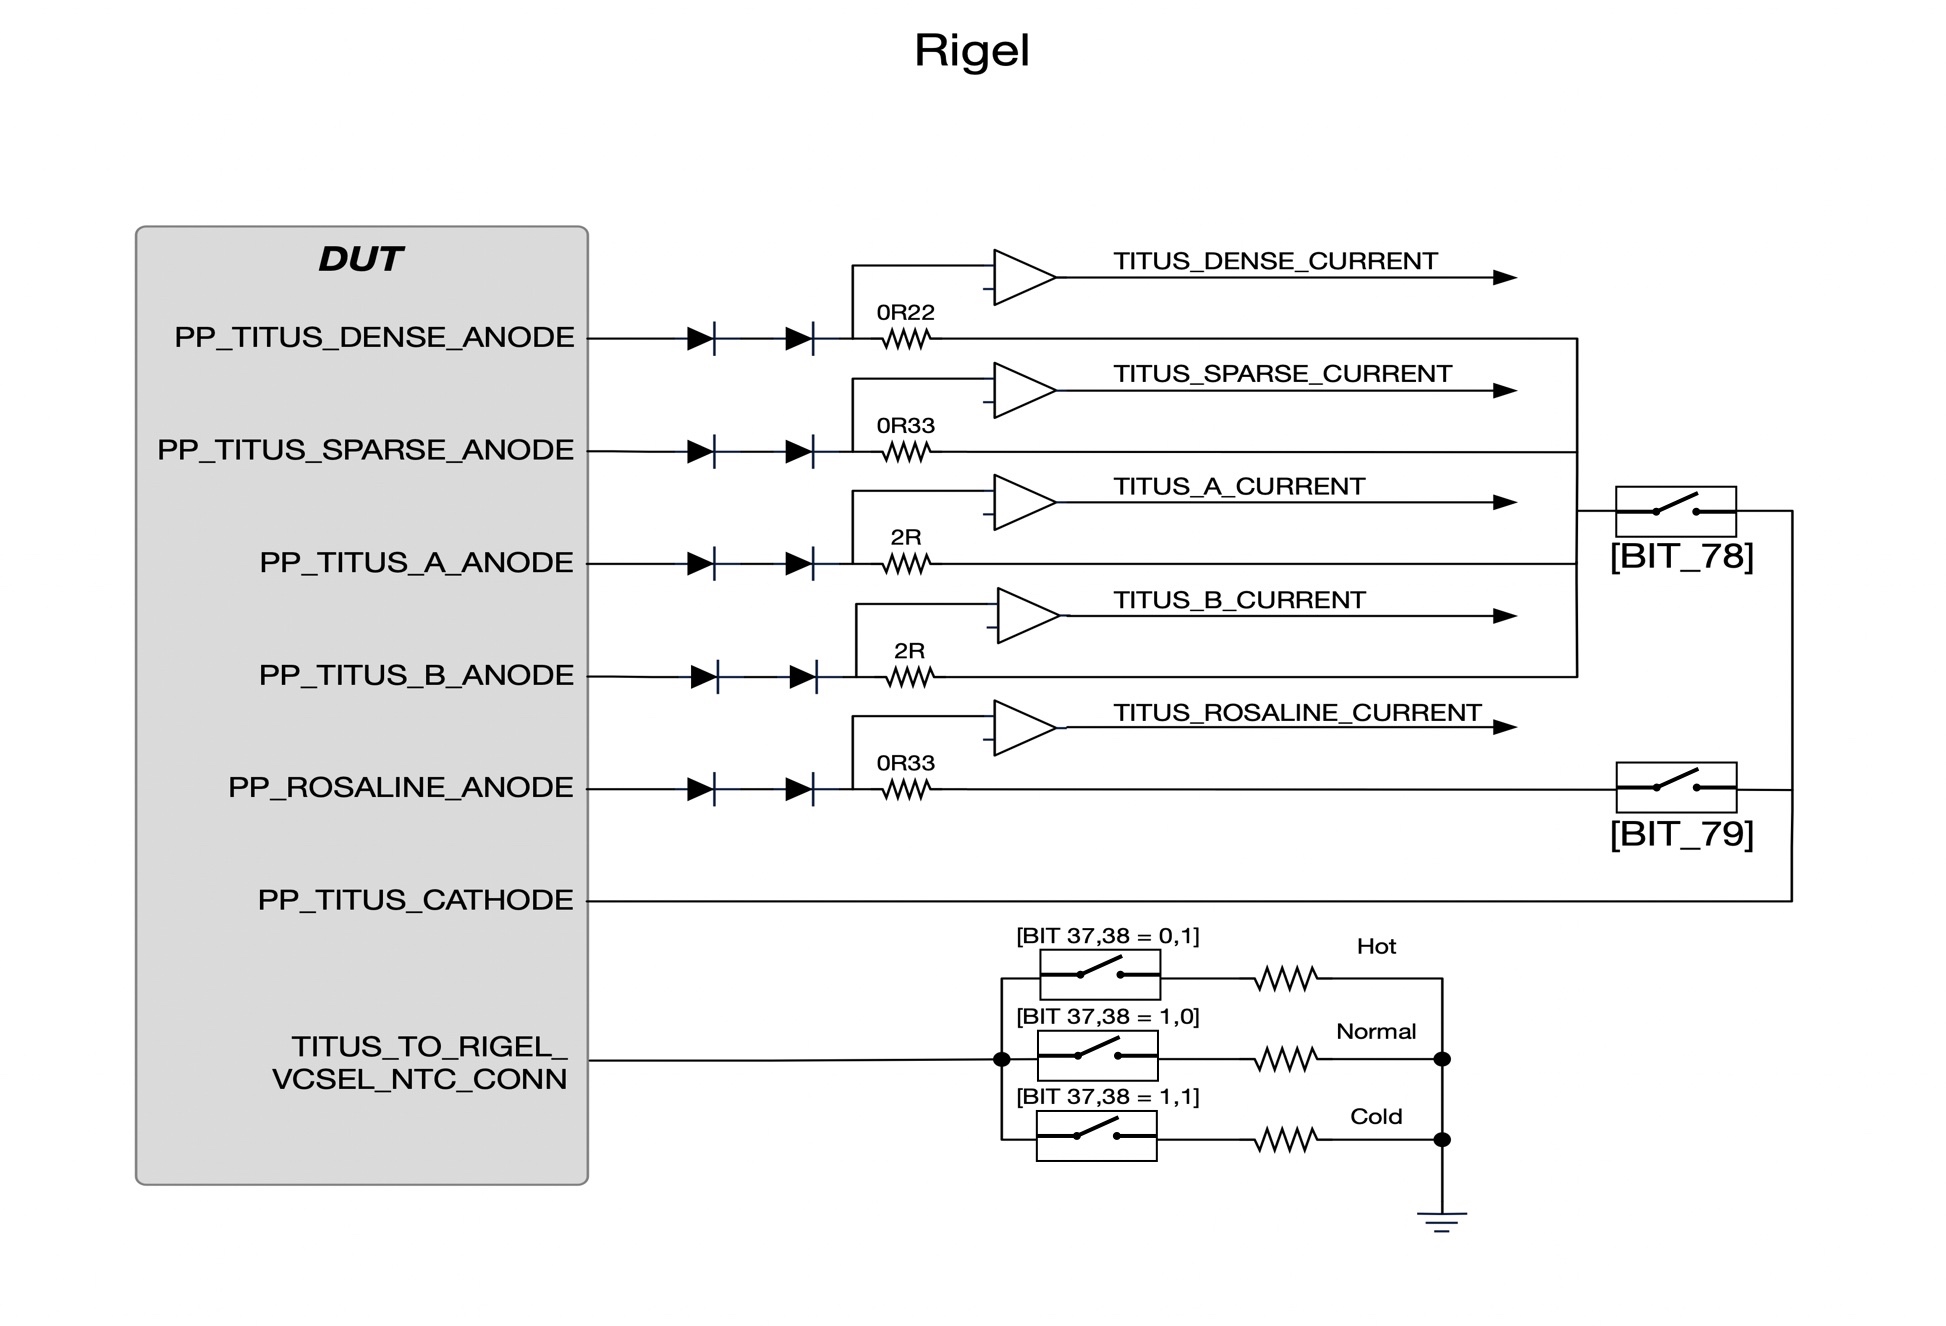 Rigel
DUT
TITUS_DENSE_CURRENT
0R22
PP_TITUS_DENSE_ANODE
TITUS_SPARSE_CURRENT
0R33
PP_TITUS_SPARSE_ANODE
TITUS_A_CURRENT
2R
PP_TITUS_A_ANODE
[BIT_78]
TITUS_B_CURRENT
2R
PP_TITUS_B_ANODE
TITUS_ROSALINE_CURRENT
0R33
PP_ROSALINE_ANODE
[BIT_79]
PP_TITUS_CATHODE
[BIT 37,38 = 0,1]
Hot
[BIT 37,38 = 1,0]
Normal
TITUS_TO_RIGEL_
VCSEL_NTC_CONN
[BIT 37,38 = 1,1]
Cold